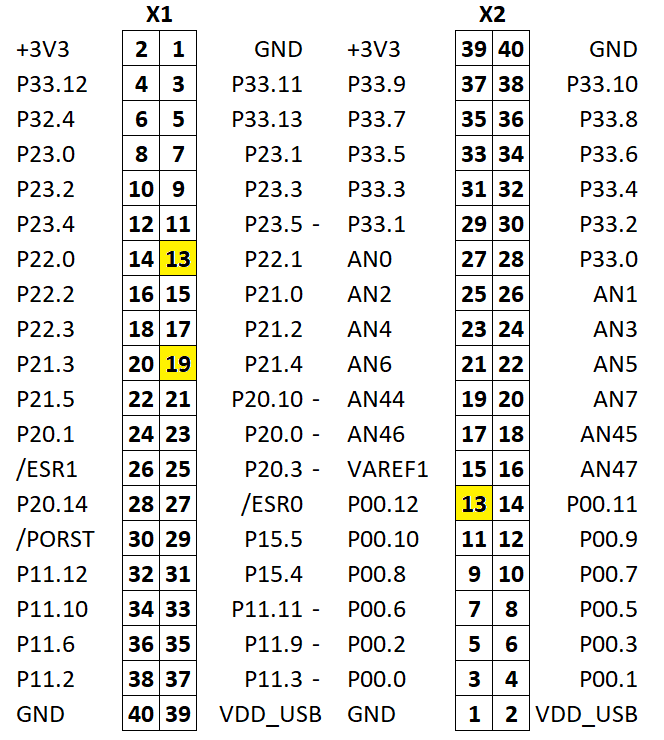 X1 X2
+3V3 2 1 GND +3V3 39 40 GND
P33.12 4 3 P33.11 P33.9 37 38 P33.10
P32.4 6 5 P33.13 P33.7 35 36 P33.8
P23.0 8 7 P23.1 P33.5 33 34 P33.6
P23.2 10 9 P23.3 P33.3 31 32 P33.4
P23.4 12 11 P23.5 - P33.1 29 30 P33.2
P22.0 14 13 P22.1 AN0 27 28 P33.0
P22.2 16 15 P21.0 AN2 25 26 AN1
P22.3 18 17 P21.2 AN4 23 24 AN3
P21.3 20 19 P21.4 AN6 21 22 AN5
P21.5 22 21 P20.10 - AN44 19 20 AN7
P20.1 24 23 P20.0 - AN46 17 18 AN45
/ESR1 26 25 P20.3 - VAREF1 15 16 AN47
P20.14 28 27 /ESR0 P00.12 13 14 P00.11
/PORST 30 29 P15.5 P00.10 11 12 P00.9
P11.12 32 31 P15.4 P00.8 9 10 P00.7
P11.10 34 33 P11.11 - P00.6 7 8 P00.5
P11.6 36 35 P11.9 - P00.2 5 6 P00.3
P11.2 38 37 P11.3 - P00.0 3 4 P00.1
GND 40 39 VDD_USB GND 1 2 VDD_USB